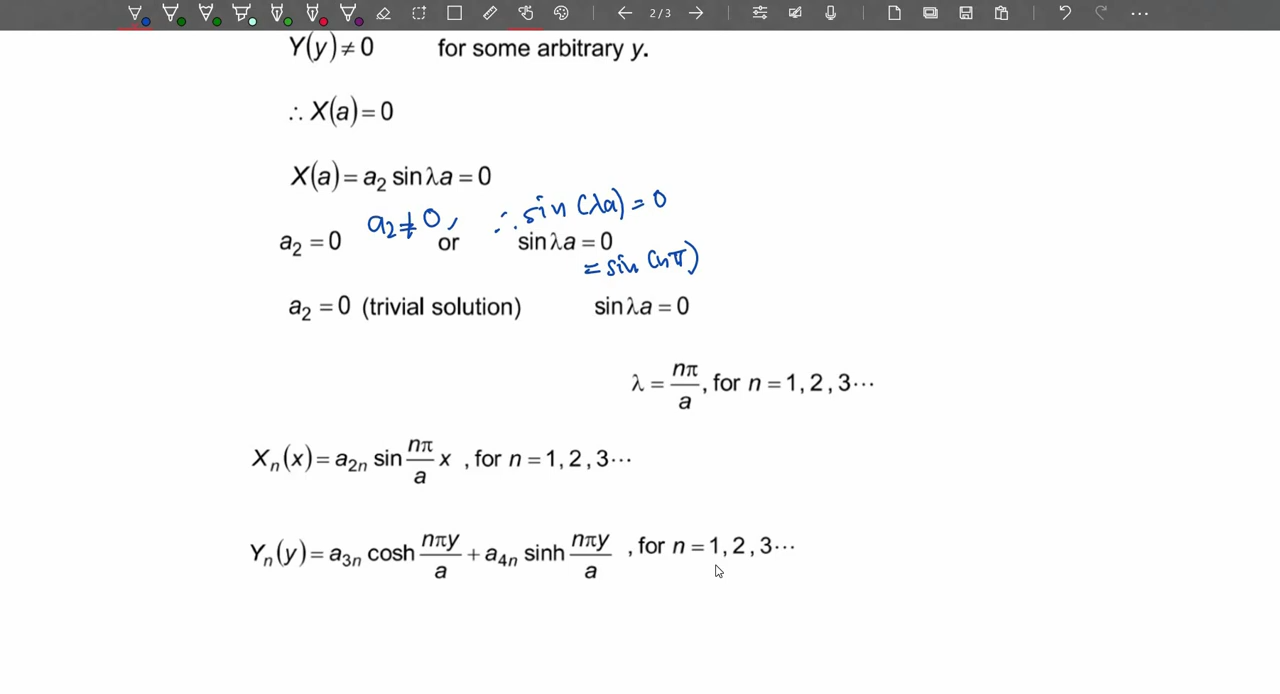 2/3
Y(y) ≠ 0 for some arbitrary y.
∴ X(a) = 0
X(a) = a₂ sin λa = 0
a₂ ≠ 0, ∴ sin (λa) = 0
a₂ = 0 or sin λa = 0
= sin (nπ)
a₂ = 0 (trivial solution) sin λa = 0
λ = nπ/a, for n = 1, 2, 3⋯
Xₙ(x) = a₂ₙ sin nπ/a x , for n = 1, 2, 3⋯
Yₙ(y) = a₃ₙ cosh nπy/a + a₄ₙ sinh nπy/a , for n = 1, 2, 3⋯